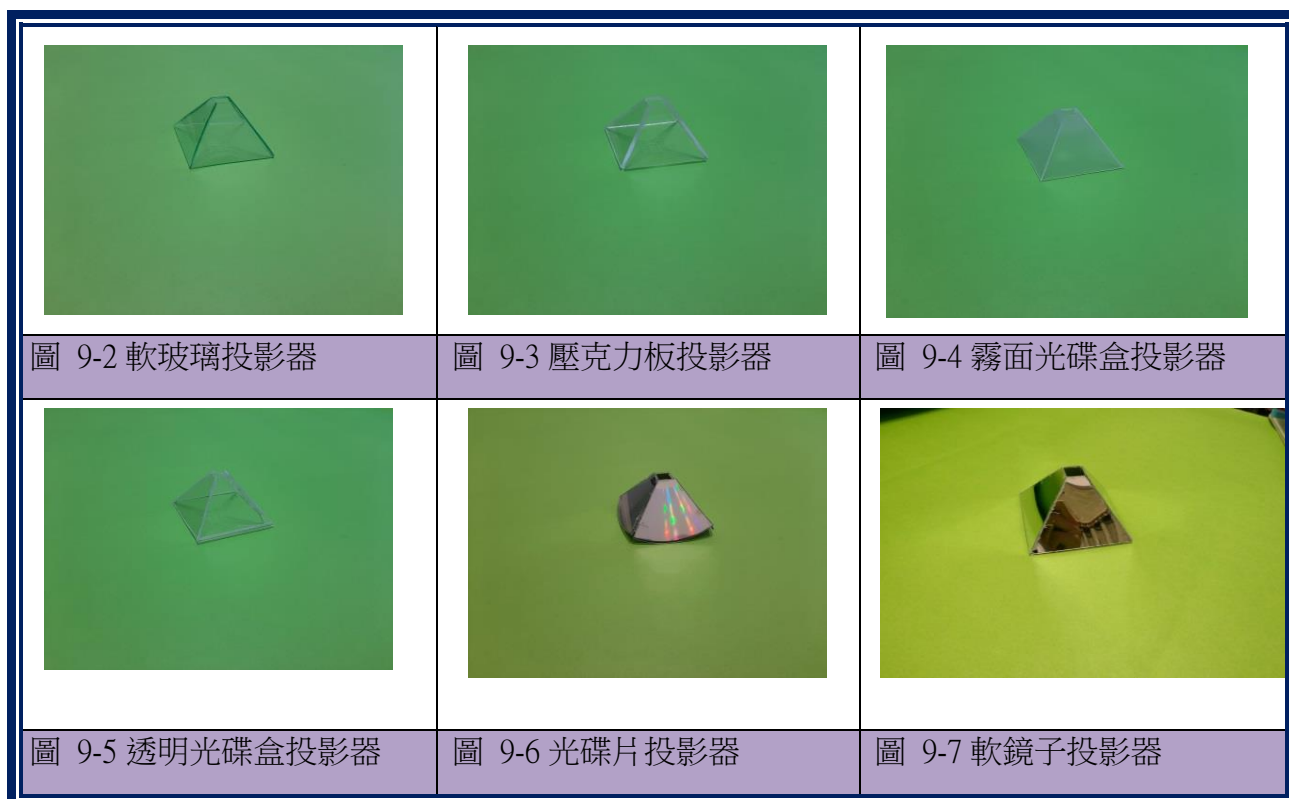 圖 9-2 軟玻璃投影器
圖 9-3 壓克力板投影器
圖 9-4 霧面光碟盒投影器
圖 9-5 透明光碟盒投影器
圖 9-6 光碟片投影器
圖 9-7 軟鏡子投影器